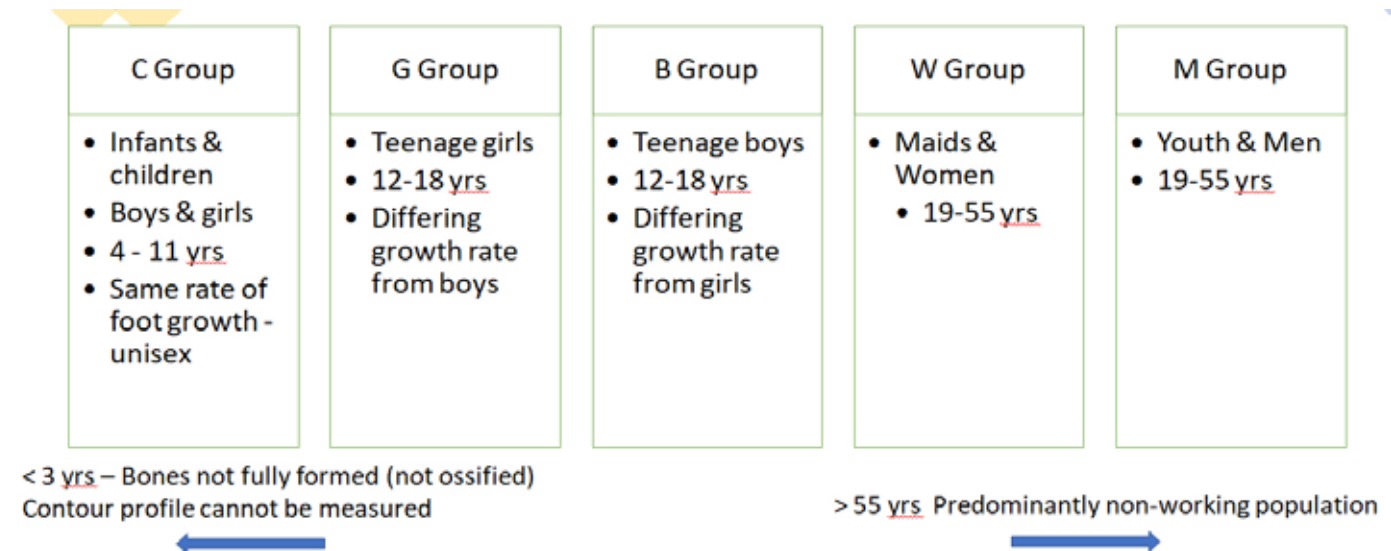 C Group
• Infants &
children
• Boys & girls
• 4 - 11 yrs
• Same rate of
foot growth -
unisex
G Group
• Teenage girls
• 12-18 yrs
• Differing
growth rate
from boys
B Group
• Teenage boys
• 12-18 yrs
• Differing
growth rate
from girls
W Group
• Maids &
Women
• 19-55 yrs
M Group
• Youth & Men
• 19-55 yrs
< 3 yrs – Bones not fully formed (not ossified)
Contour profile cannot be measured
> 55 yrs Predominantly non-working population